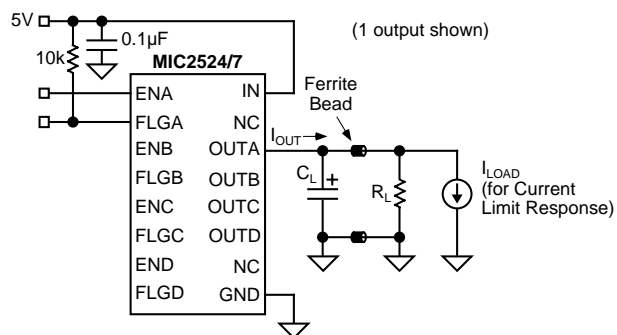 5V
(1 output shown)
0.1µF
10k
MIC2524/7
Ferrite
Bead
ENA
IN
FLGA
NC
IOUT
ENB
OUTA
ILOAD
(for Current
Limit Response)
FLGB
OUTB
CL
+
RL
ENC
OUTC
FLGC
OUTD
END
NC
FLGD
GND